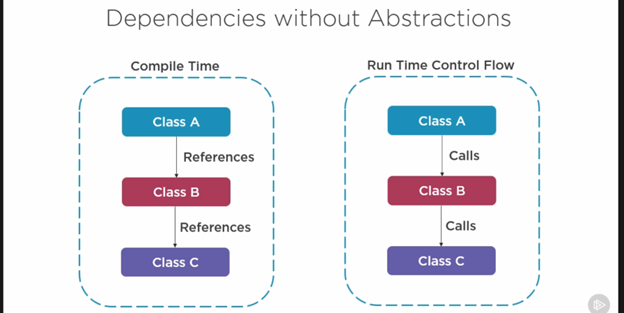 Dependencies without Abstractions
Compile Time
Class A
References
Class B
References
Class C
Run Time Control Flow
Class A
Calls
Class B
Calls
Class C